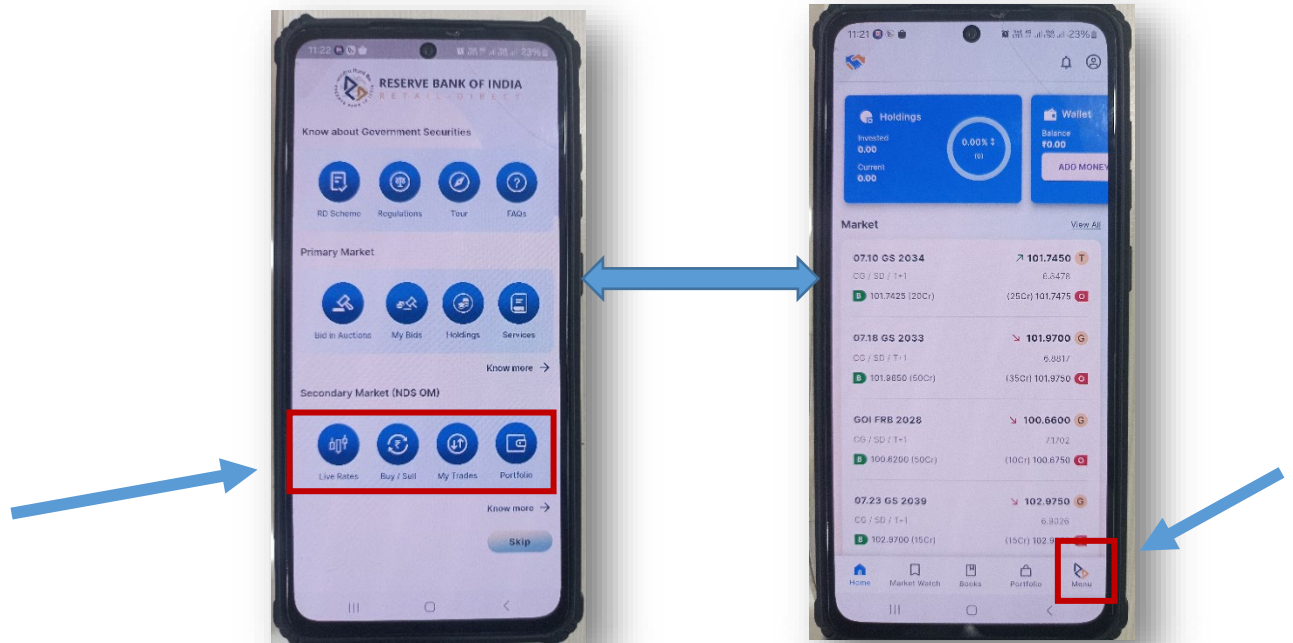 11:22
23%
RESERVE BANK OF INDIA
RETAIL DIRECT
Know about Government Securities
RD Scheme Regulations Tour FAQs
Primary Market
Bid in Auctions My Bids Holdings Services
Know more →
Secondary Market (NDS OM)
Live Rates Buy / Sell My Trades Portfolio
Know more →
Skip
11:21
23%
Holdings
Invested
0.00
Current
0.00
0.00%
(0)
Wallet
Balance
₹0.00
ADD MONEY
Market View All
07.10 GS 2034 101.7450 T
CG / SD / T+1 6.8478
B 101.7425 (20Cr) (25Cr) 101.7475 O
07.18 GS 2033 101.9700 G
CG / SD / T+1 6.8817
B 101.9650 (50Cr) (35Cr) 101.9750 O
GOI FRB 2028 100.6600 G
CG / SD / T+1
B 100.6200 (50Cr) (10Cr) 100.6750 O
07.23 GS 2039 102.9750 G
CG / SD / T+1 6.9026
B 102.9700 (15Cr) (15Cr)
Home Market Watch Books Portfolio Menu